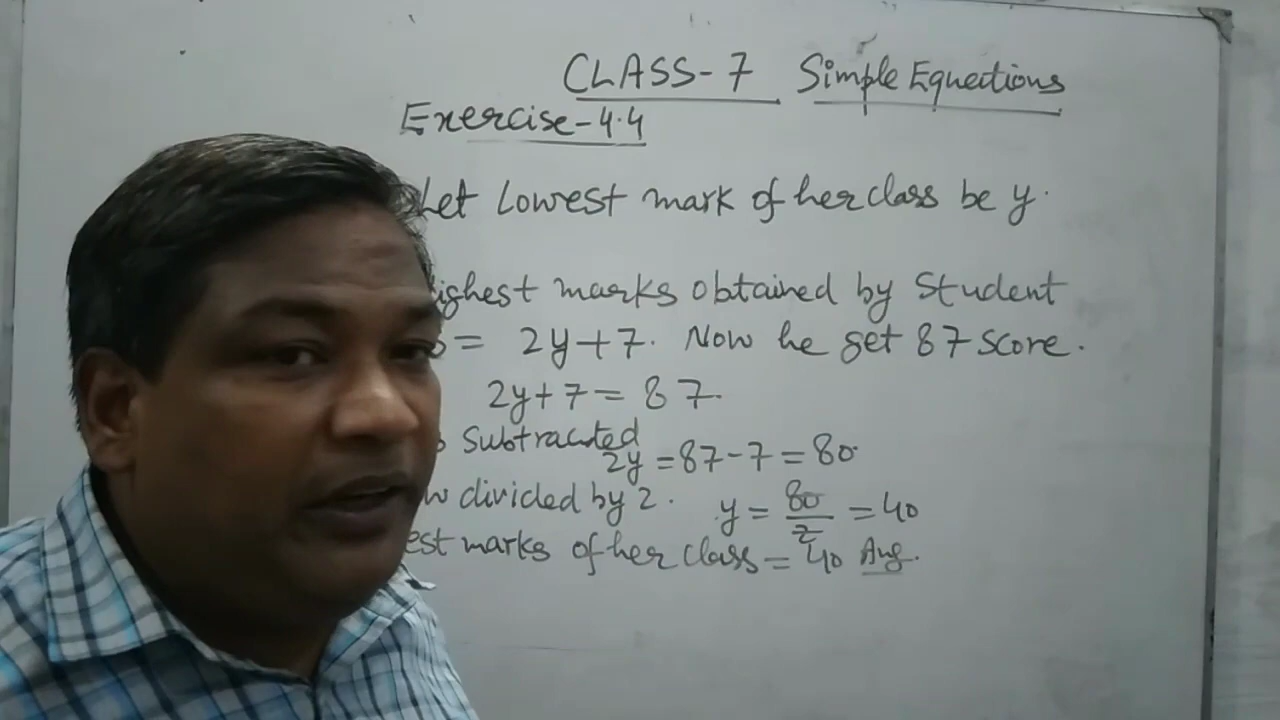 CLASS-7 Simple Equections
Exercise-4.4
Let Lowest mark of her class be y.
ighest marks obtained by Student
= 2y+7. Now he get 87 score.
2y+7= 87.
Subtracted
2y =87-7=80
w divided by 2. y = 80/2 = 40
est marks of her class = 40 Ans.